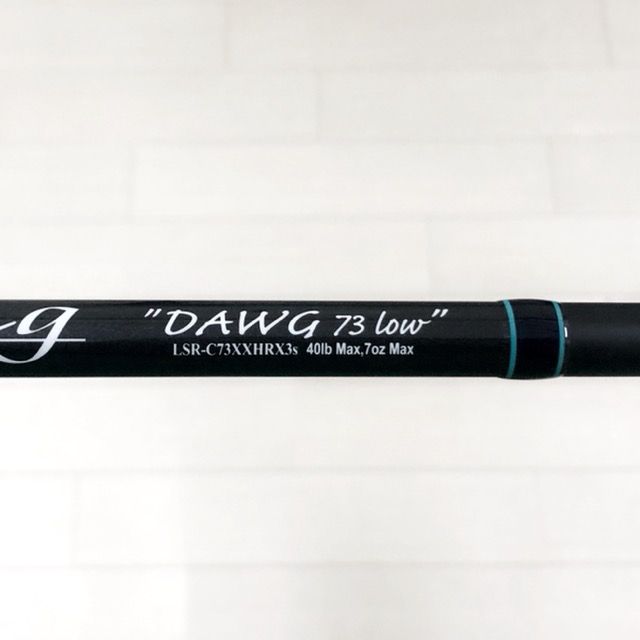 "DAWG 73 low"
LSR-C73XXHRX3s 40lb Max,7oz Max